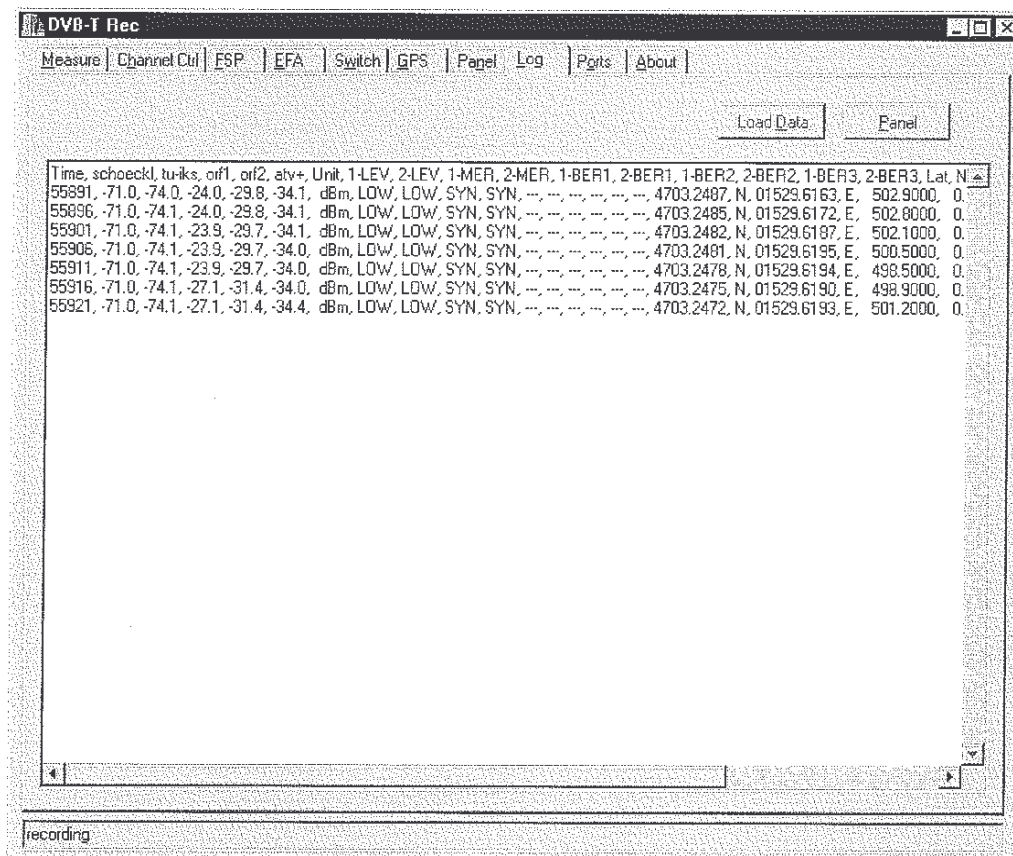 DVB-T Rec
Measure Channel Ctrl FSP EFA Switch GPS Panel Log Ports About
Load Data Panel
Time, schoeckl, tu-iks, orf1, orf2, atv+, Unit, 1-LEV, 2-LEV, 1-MER, 2-MER, 1-BER1, 2-BER1, 1-BER2, 2-BER2, 1-BER3, 2-BER3, Lat, N
55891, -71.0, -74.0, -24.0, -29.8, -34.1, dBm, LOW, LOW, SYN, SYN, ---, ---, ---, ---, ---, ---, 4703.2487, N, 01529.6163, E, 502.9000, 0.
55896, -71.0, -74.1, -24.0, -29.8, -34.1, dBm, LOW, LOW, SYN, SYN, ---, ---, ---, ---, ---, ---, 4703.2485, N, 01529.6172, E, 502.8000, 0.
55901, -71.0, -74.1, -23.9, -29.7, -34.1, dBm, LOW, LOW, SYN, SYN, ---, ---, ---, ---, ---, ---, 4703.2482, N, 01529.6187, E, 502.1000, 0.
55906, -71.0, -74.1, -23.9, -29.7, -34.0, dBm, LOW, LOW, SYN, SYN, ---, ---, ---, ---, ---, ---, 4703.2481, N, 01529.6195, E, 500.5000, 0.
55911, -71.0, -74.1, -23.9, -29.7, -34.0, dBm, LOW, LOW, SYN, SYN, ---, ---, ---, ---, ---, ---, 4703.2478, N, 01529.6194, E, 498.5000, 0.
55916, -71.0, -74.1, -27.1, -31.4, -34.0, dBm, LOW, LOW, SYN, SYN, ---, ---, ---, ---, ---, ---, 4703.2475, N, 01529.6190, E, 498.9000, 0.
55921, -71.0, -74.1, -27.1, -31.4, -34.4, dBm, LOW, LOW, SYN, SYN, ---, ---, ---, ---, ---, ---, 4703.2472, N, 01529.6193, E, 501.2000, 0.
recording